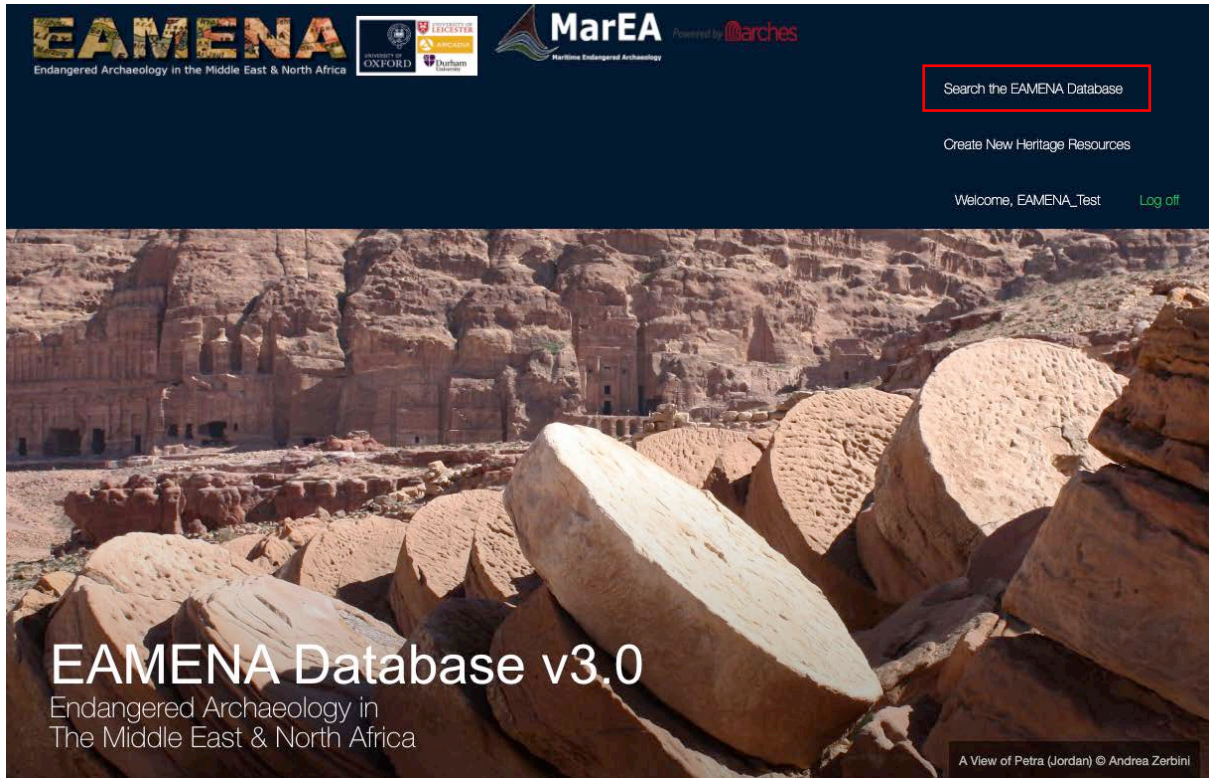 EAMENA
Endangered Archaeology in the Middle East & North Africa
UNIVERSITY OF
OXFORD
UNIVERSITY OF
LEICESTER
ARCADIA
Durham
University
MarEA
Maritime Endangered Archaeology
Powered by arches
Search the EAMENA Database
Create New Heritage Resources
Welcome, EAMENA_Test Log off
EAMENA Database v3.0
Endangered Archaeology in
The Middle East & North Africa
A View of Petra (Jordan) © Andrea Zerbini